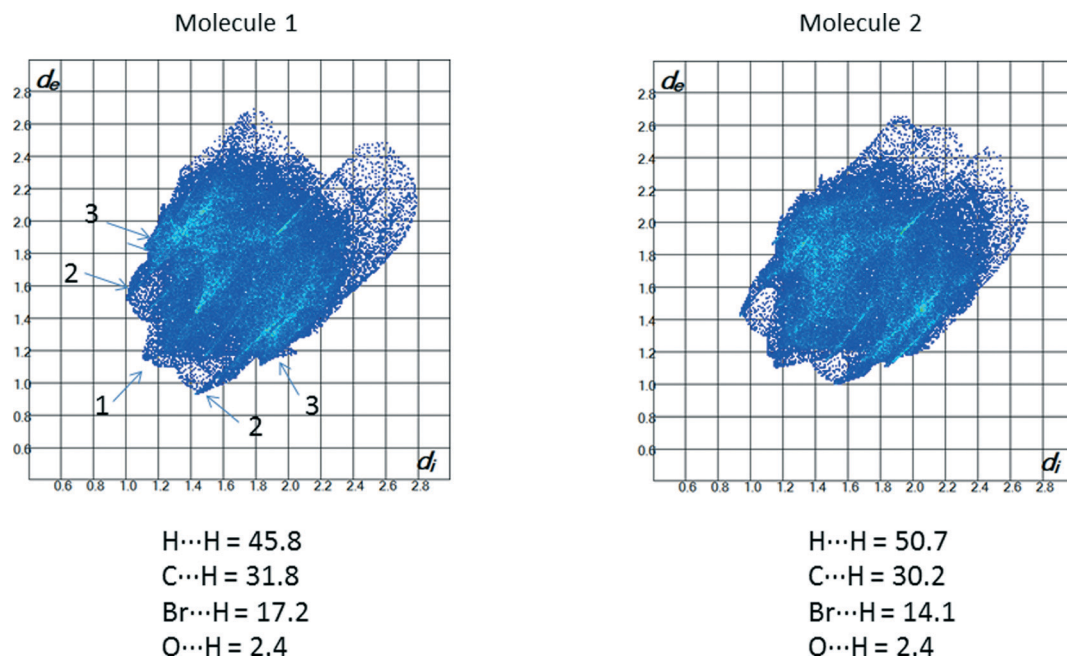 Molecule 1
Molecule 2
de
2.8
2.6
2.4
2.2
2.0
1.8
1.6
1.4
1.2
1.0
0.8
0.6
3
2
1
2
3
di
0.6 0.8 1.0 1.2 1.4 1.6 1.8 2.0 2.2 2.4 2.6 2.8
de
2.8
2.6
2.4
2.2
2.0
1.8
1.6
1.4
1.2
1.0
0.8
0.6
di
0.6 0.8 1.0 1.2 1.4 1.6 1.8 2.0 2.2 2.4 2.6 2.8
H···H = 45.8
C···H = 31.8
Br···H = 17.2
O···H = 2.4
H···H = 50.7
C···H = 30.2
Br···H = 14.1
O···H = 2.4